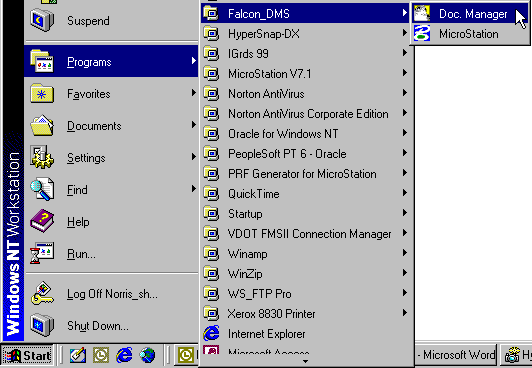 Suspend
Programs
Favorites
Documents
Settings
Find
Help
Run...
Log Off Norris_sh...
Shut Down...
Windows NT Workstation
Falcon_DMS
HyperSnap-DX
IGrds 99
MicroStation V7.1
Norton AntiVirus
Norton AntiVirus Corporate Edition
Oracle for Windows NT
PeopleSoft PT 6 - Oracle
PRF Generator for MicroStation
QuickTime
Startup
VDOT FMSII Connection Manager
Winamp
WinZip
WS_FTP Pro
Xerox 8830 Printer
Internet Explorer
Microsoft Access
Doc. Manager
MicroStation
Start
- Microsoft Word
Hy